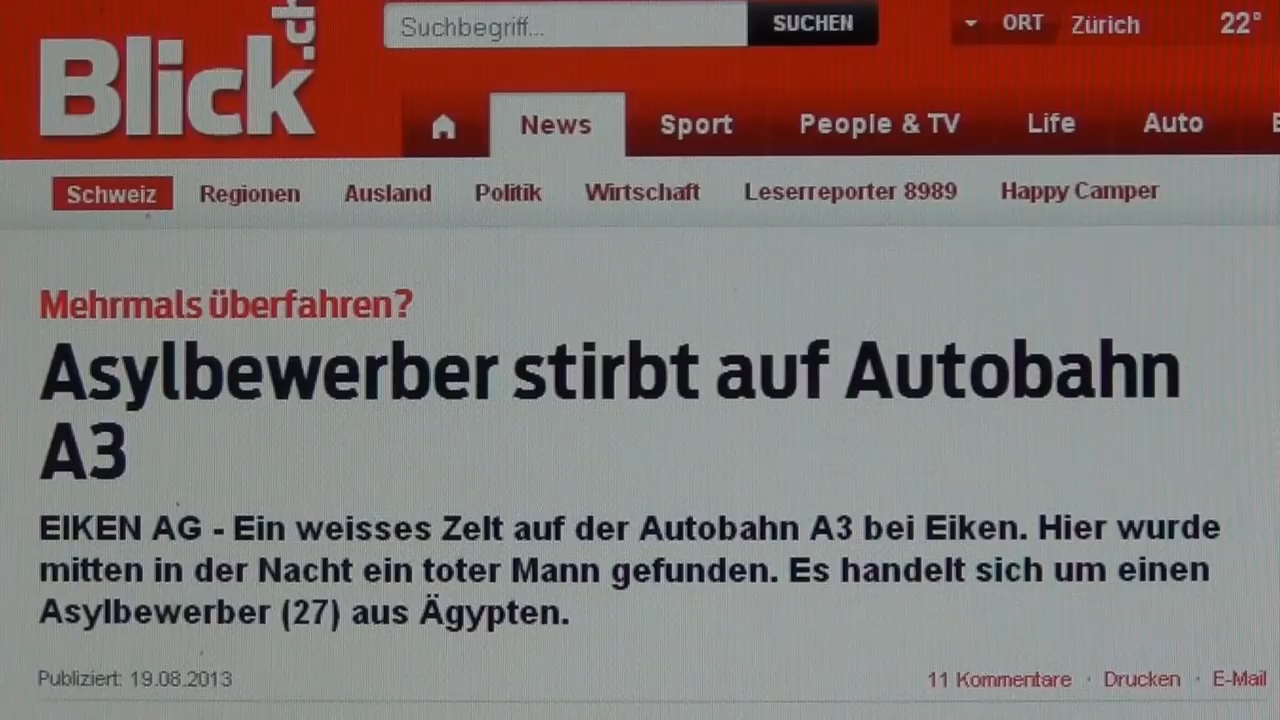 Blick.ch
Suchbegriff... SUCHEN ORT Zürich 22°
News Sport People & TV Life Auto
Schweiz Regionen Ausland Politik Wirtschaft Leserreporter 8989 Happy Camper
Mehrmals überfahren?
Asylbewerber stirbt auf Autobahn
A3
EIKEN AG - Ein weisses Zelt auf der Autobahn A3 bei Eiken. Hier wurde
mitten in der Nacht ein toter Mann gefunden. Es handelt sich um einen
Asylbewerber (27) aus Ägypten.
Publiziert: 19.08.2013 11 Kommentare · Drucken · E-Mail